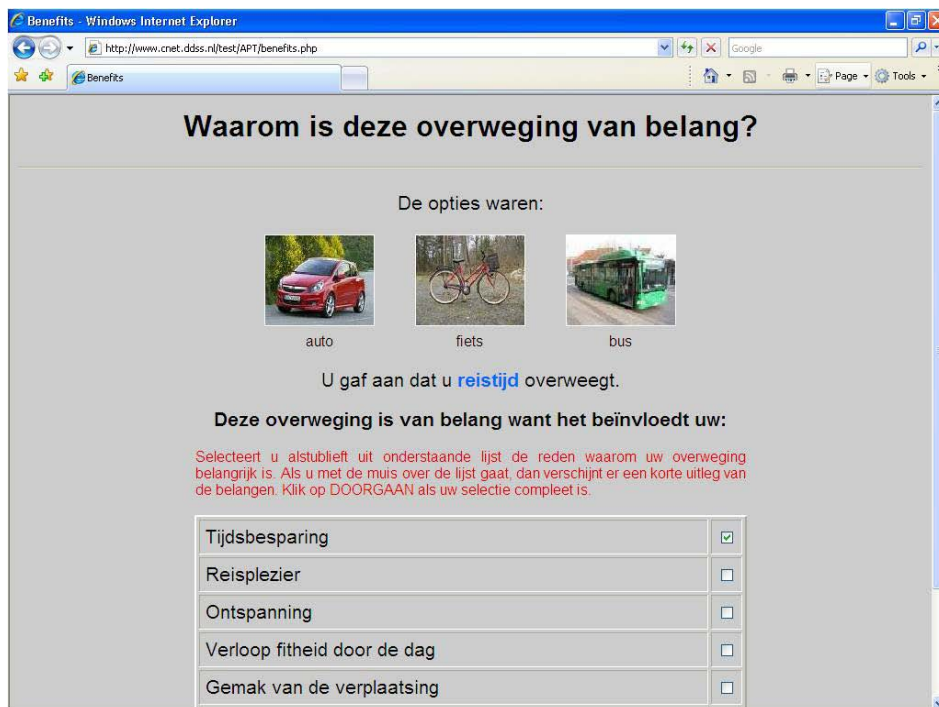 Benefits - Windows Internet Explorer
http://www.cnet.ddss.nl/test/APT/benefits.php
Google
Benefits
Page
Tools
Waarom is deze overweging van belang?
De opties waren:
auto
fiets
bus
U gaf aan dat u reistijd overweegt.
Deze overweging is van belang want het beïnvloedt uw:
Selecteert u alstublieft uit onderstaande lijst de reden waarom uw overweging
belangrijk is. Als u met de muis over de lijst gaat, dan verschijnt er een korte uitleg van
de belangen. Klik op DOORGAAN als uw selectie compleet is.
Tijdsbesparing
Reisplezier
Ontspanning
Verloop fitheid door de dag
Gemak van de verplaatsing